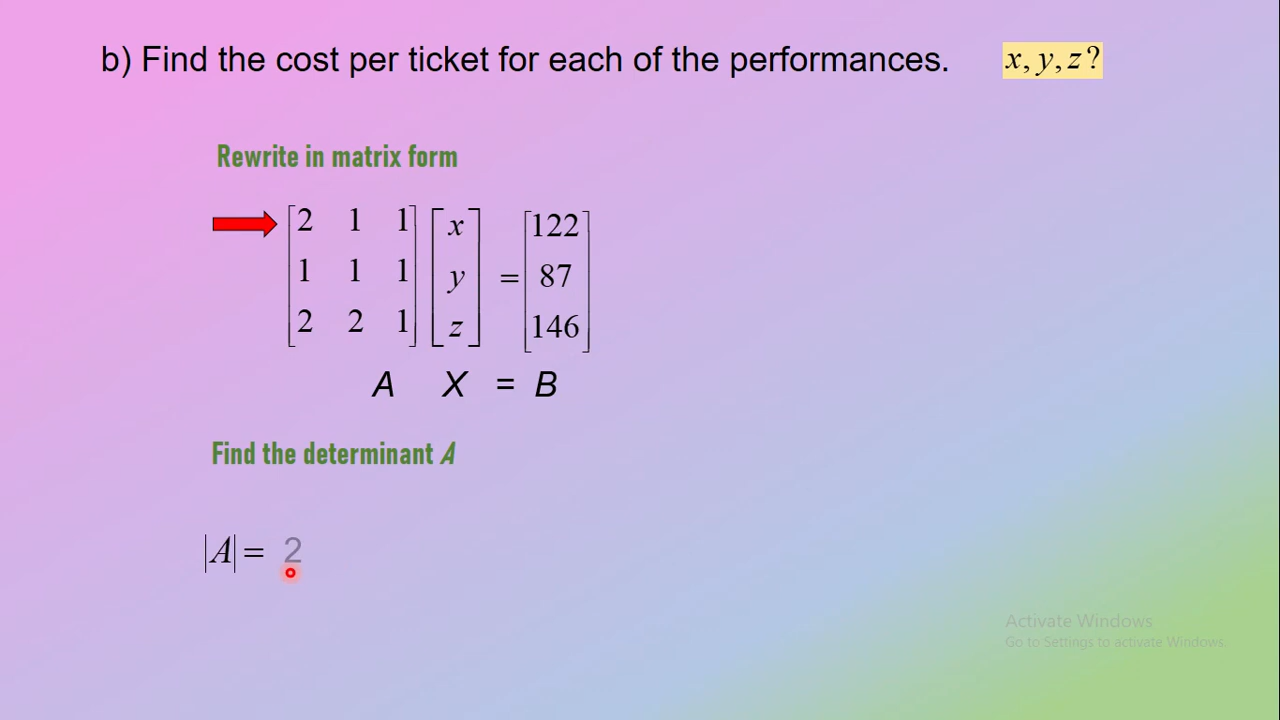 b) Find the cost per ticket for each of the performances. x, y, z?
Rewrite in matrix form
[2 1 1] [x] [122]
[1 1 1] [y] = [87]
[2 2 1] [z] [146]
A X = B
Find the determinant A
|A| = 2
Activate Windows
Go to Settings to activate Windows.